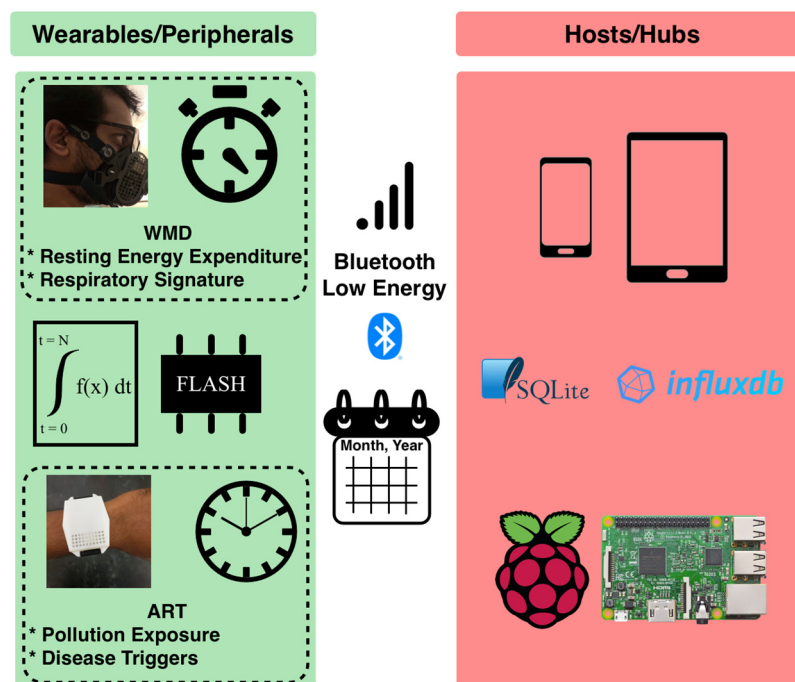 Wearables/Peripherals
Hosts/Hubs
WMD
* Resting Energy Expenditure
* Respiratory Signature
Bluetooth
Low Energy
t = N
∫ f(x) dt
t = 0
FLASH
SQLite
influxdb
Month, Year
ART
* Pollution Exposure
* Disease Triggers